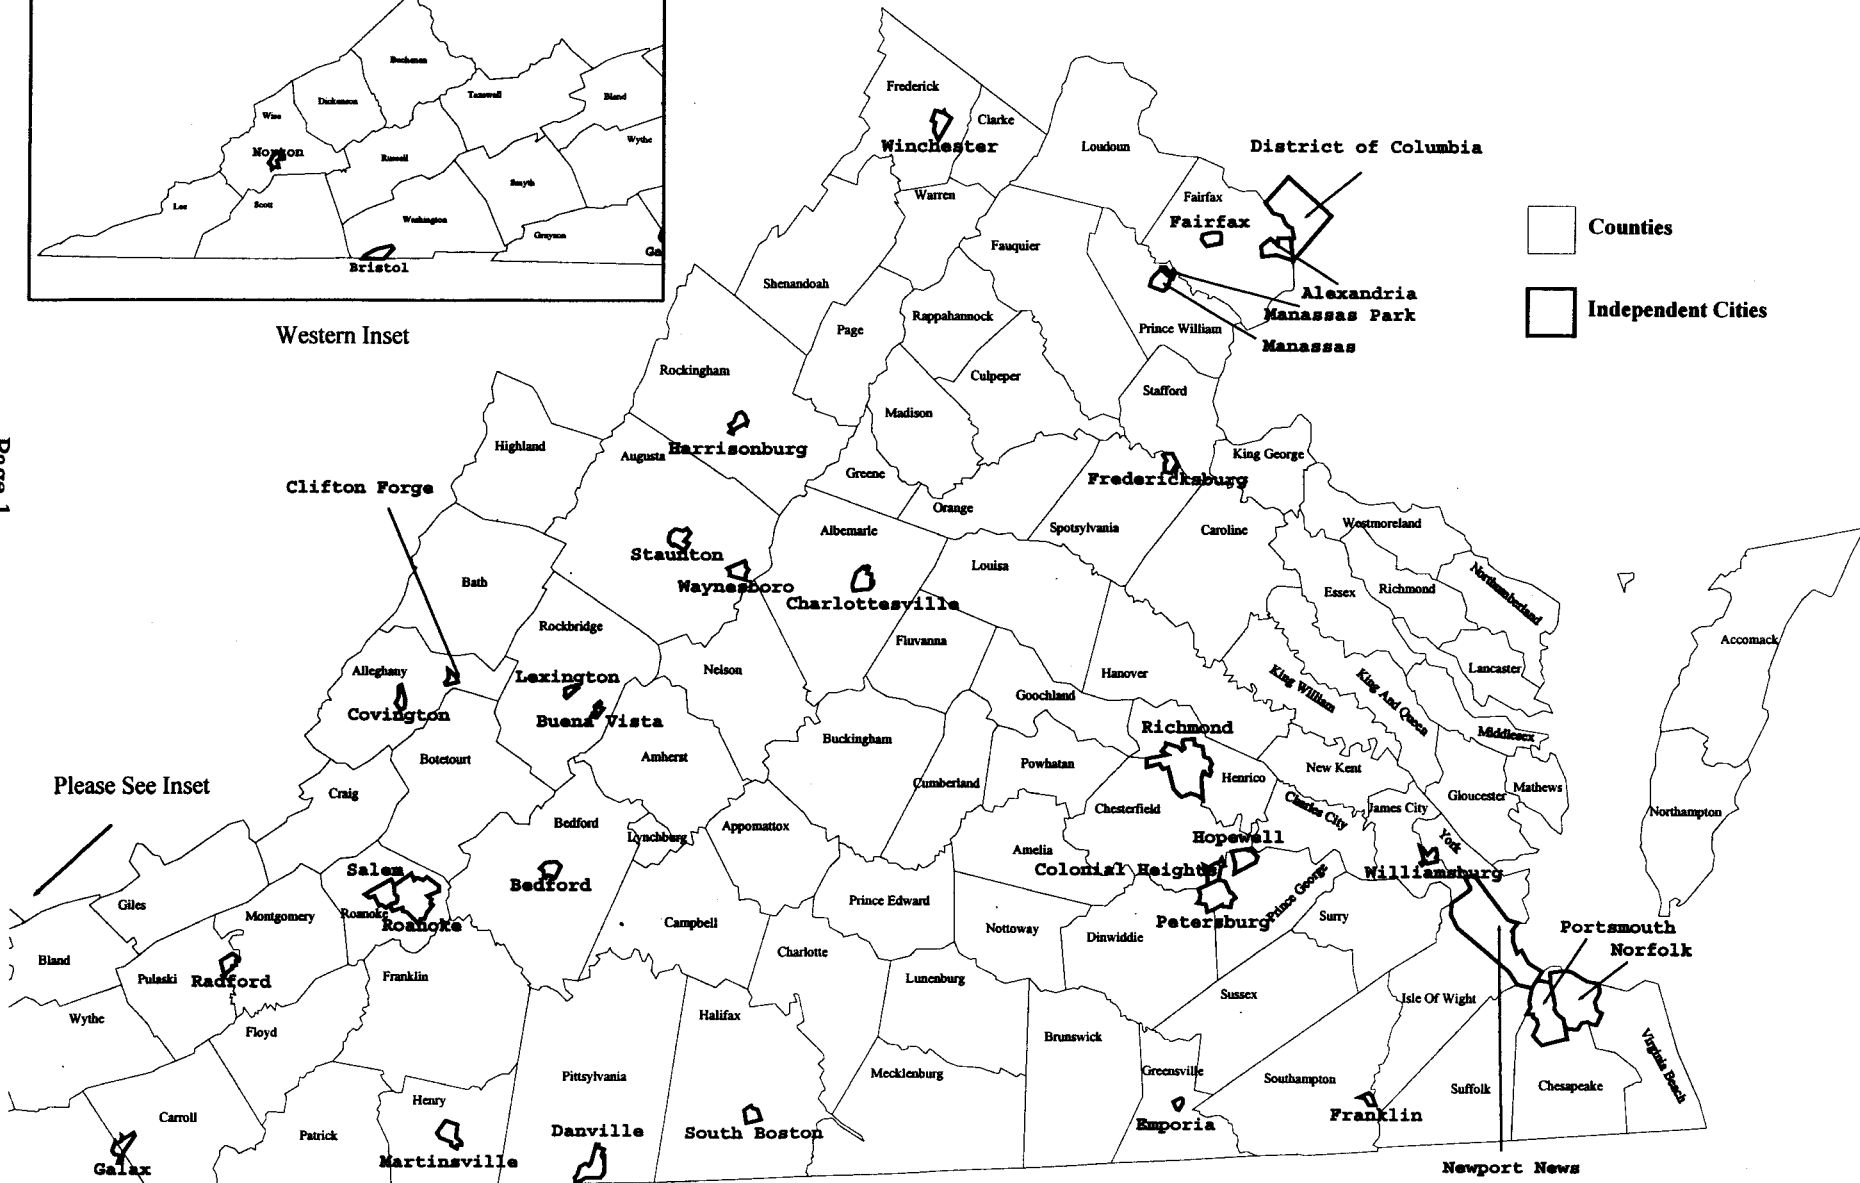 Buchanan
Dickenson
Tazewell
Bland
Wise
Wythe
Norton
Russell
Smyth
Lee
Scott
Washington
Grayson
Ga
Bristol
Western Inset
Frederick
Clarke
Winchester
Loudoun
District of Columbia
Warren
Fairfax
Fairfax
Counties
Fauquier
Shenandoah
Alexandria
Manassas Park
Independent Cities
Rappahannock
Page
Prince William
Manassas
Rockingham
Culpeper
Stafford
Madison
Highland
Harrisonburg
Augusta
King George
Greene
Fredericksburg
Clifton Forge
Page 1
Orange
Westmoreland
Spotsylvania
Albemarle
Caroline
Staunton
Louisa
Bath
Waynesboro
Richmond
Essex
Northumberland
Charlottesville
Rockbridge
Fluvanna
Accomack
Alleghany
Nelson
Lancaster
Hanover
Lexington
King William
Goochland
King And Queen
Covington
Buena Vista
Richmond
Middlesex
Buckingham
Botetourt
Amherst
Powhatan
New Kent
Henrico
Please See Inset
Cumberland
Mathews
Craig
Gloucester
Chesterfield
Charles City
James City
Northampton
Bedford
Appomattox
Lynchburg
Hopewell
York
Amelia
Colonial Heights
Salem
Williamsburg
Bedford
Giles
Prince Edward
Prince George
Roanoke
Montgomery
Surry
Roanoke
Campbell
Petersburg
Nottoway
Portsmouth
Dinwiddie
Norfolk
Charlotte
Bland
Pulaski
Radford
Franklin
Lunenburg
Sussex
Isle Of Wight
Wythe
Halifax
Floyd
Brunswick
Virginia Beach
Greensville
Mecklenburg
Pittsylvania
Southampton
Suffolk
Chesapeake
Henry
Carroll
Franklin
Emporia
Danville
South Boston
Patrick
Martinsville
Galax
Newport News